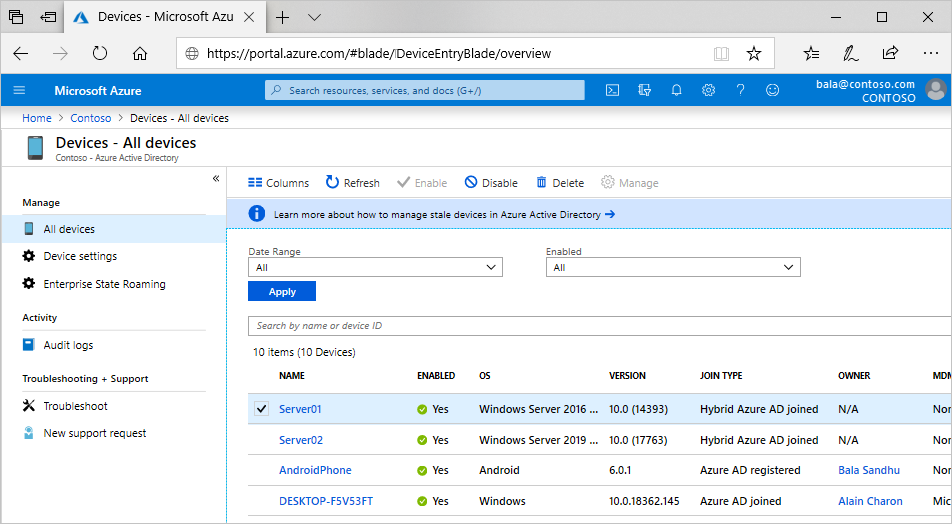 Devices - Microsoft Azu
https://portal.azure.com/#blade/DeviceEntryBlade/overview
Microsoft Azure
Search resources, services, and docs (G+/)
bala@contoso.com
CONTOSO
Home > Contoso > Devices - All devices
Devices - All devices
Contoso - Azure Active Directory
Columns Refresh Enable Disable Delete Manage
Manage
Learn more about how to manage stale devices in Azure Active Directory
All devices
Device settings
Enterprise State Roaming
Activity
Audit logs
Troubleshooting + Support
Troubleshoot
New support request
Date Range Enabled
All All
Apply
Search by name or device ID
10 items (10 Devices)
NAME ENABLED OS VERSION JOIN TYPE OWNER MDM
Server01 Yes Windows Server 2016 ... 10.0 (14393) Hybrid Azure AD joined N/A Nor
Server02 Yes Windows Server 2019 ... 10.0 (17763) Hybrid Azure AD joined N/A Nor
AndroidPhone Yes Android 6.0.1 Azure AD registered Bala Sandhu Nor
DESKTOP-F5V53FT Yes Windows 10.0.18362.145 Azure AD joined Alain Charon Mic